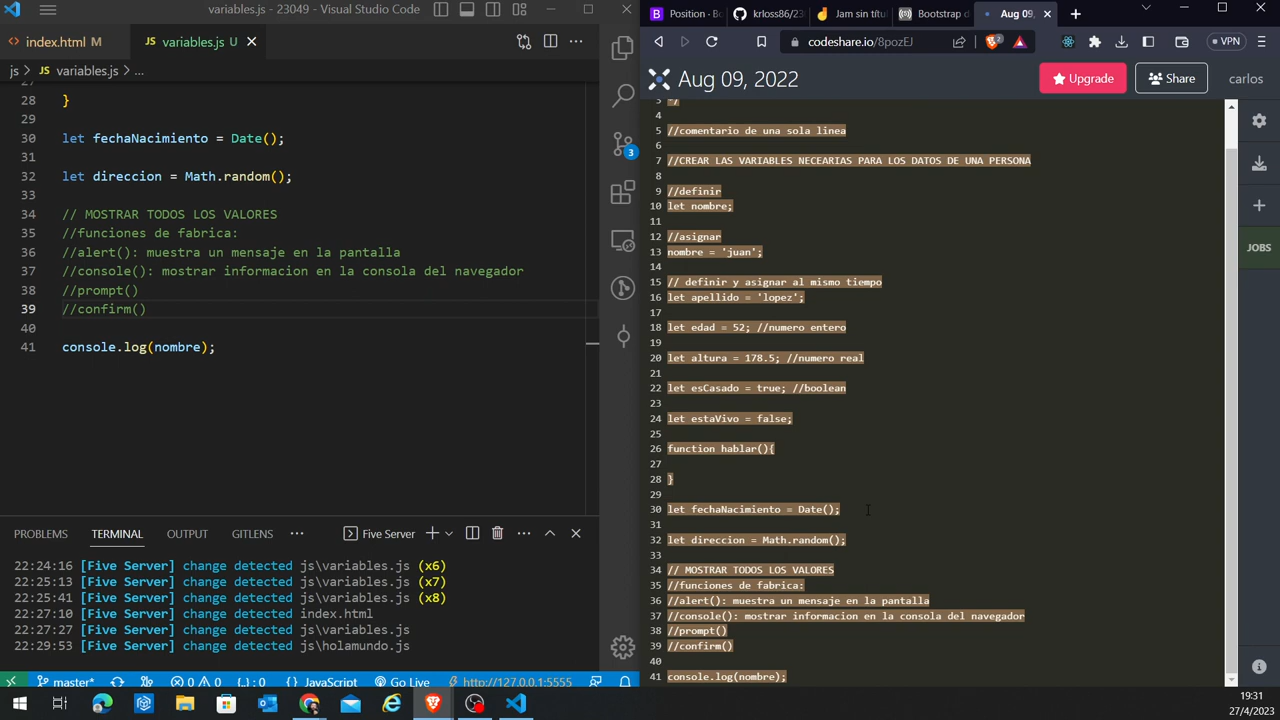 variables.js - 23049 - Visual Studio Code
index.html M
JS variables.js U
js > JS variables.js > ...
28 }
29
30 let fechaNacimiento = Date();
31
32 let direccion = Math.random();
33
34 // MOSTRAR TODOS LOS VALORES
35 //funciones de fabrica:
36 //alert(): muestra un mensaje en la pantalla
37 //console(): mostrar informacion en la consola del navegador
38 //prompt()
39 //confirm()
40
41 console.log(nombre);
3
PROBLEMS TERMINAL OUTPUT GITLENS ... Five Server
22:24:16 [Five Server] change detected js\variables.js (x6)
22:25:13 [Five Server] change detected js\variables.js (x7)
22:25:41 [Five Server] change detected js\variables.js (x8)
22:27:10 [Five Server] change detected index.html
22:27:27 [Five Server] change detected js\variables.js
22:29:53 [Five Server] change detected js\holamundo.js
master* 0 0 {..}: 0 {} JavaScript Go Live http://127.0.0.1:5555
Position · Bo
krloss86/23
Jam sin títu
Bootstrap d
Aug 09,
codeshare.io/8pozEJ
2
VPN
Aug 09, 2022
Upgrade
Share
carlos
3 */
4
5 //comentario de una sola linea
6
7 //CREAR LAS VARIABLES NECEARIAS PARA LOS DATOS DE UNA PERSONA
8
9 //definir
10 let nombre;
11
12 //asignar
13 nombre = 'juan';
14
15 // definir y asignar al mismo tiempo
16 let apellido = 'lopez';
17
18 let edad = 52; //numero entero
19
20 let altura = 178.5; //numero real
21
22 let esCasado = true; //boolean
23
24 let estaVivo = false;
25
26 function hablar(){
27
28 }
29
30 let fechaNacimiento = Date();
31
32 let direccion = Math.random();
33
34 // MOSTRAR TODOS LOS VALORES
35 //funciones de fabrica:
36 //alert(): muestra un mensaje en la pantalla
37 //console(): mostrar informacion en la consola del navegador
38 //prompt()
39 //confirm()
40
41 console.log(nombre);
JOBS
19:31
27/4/2023